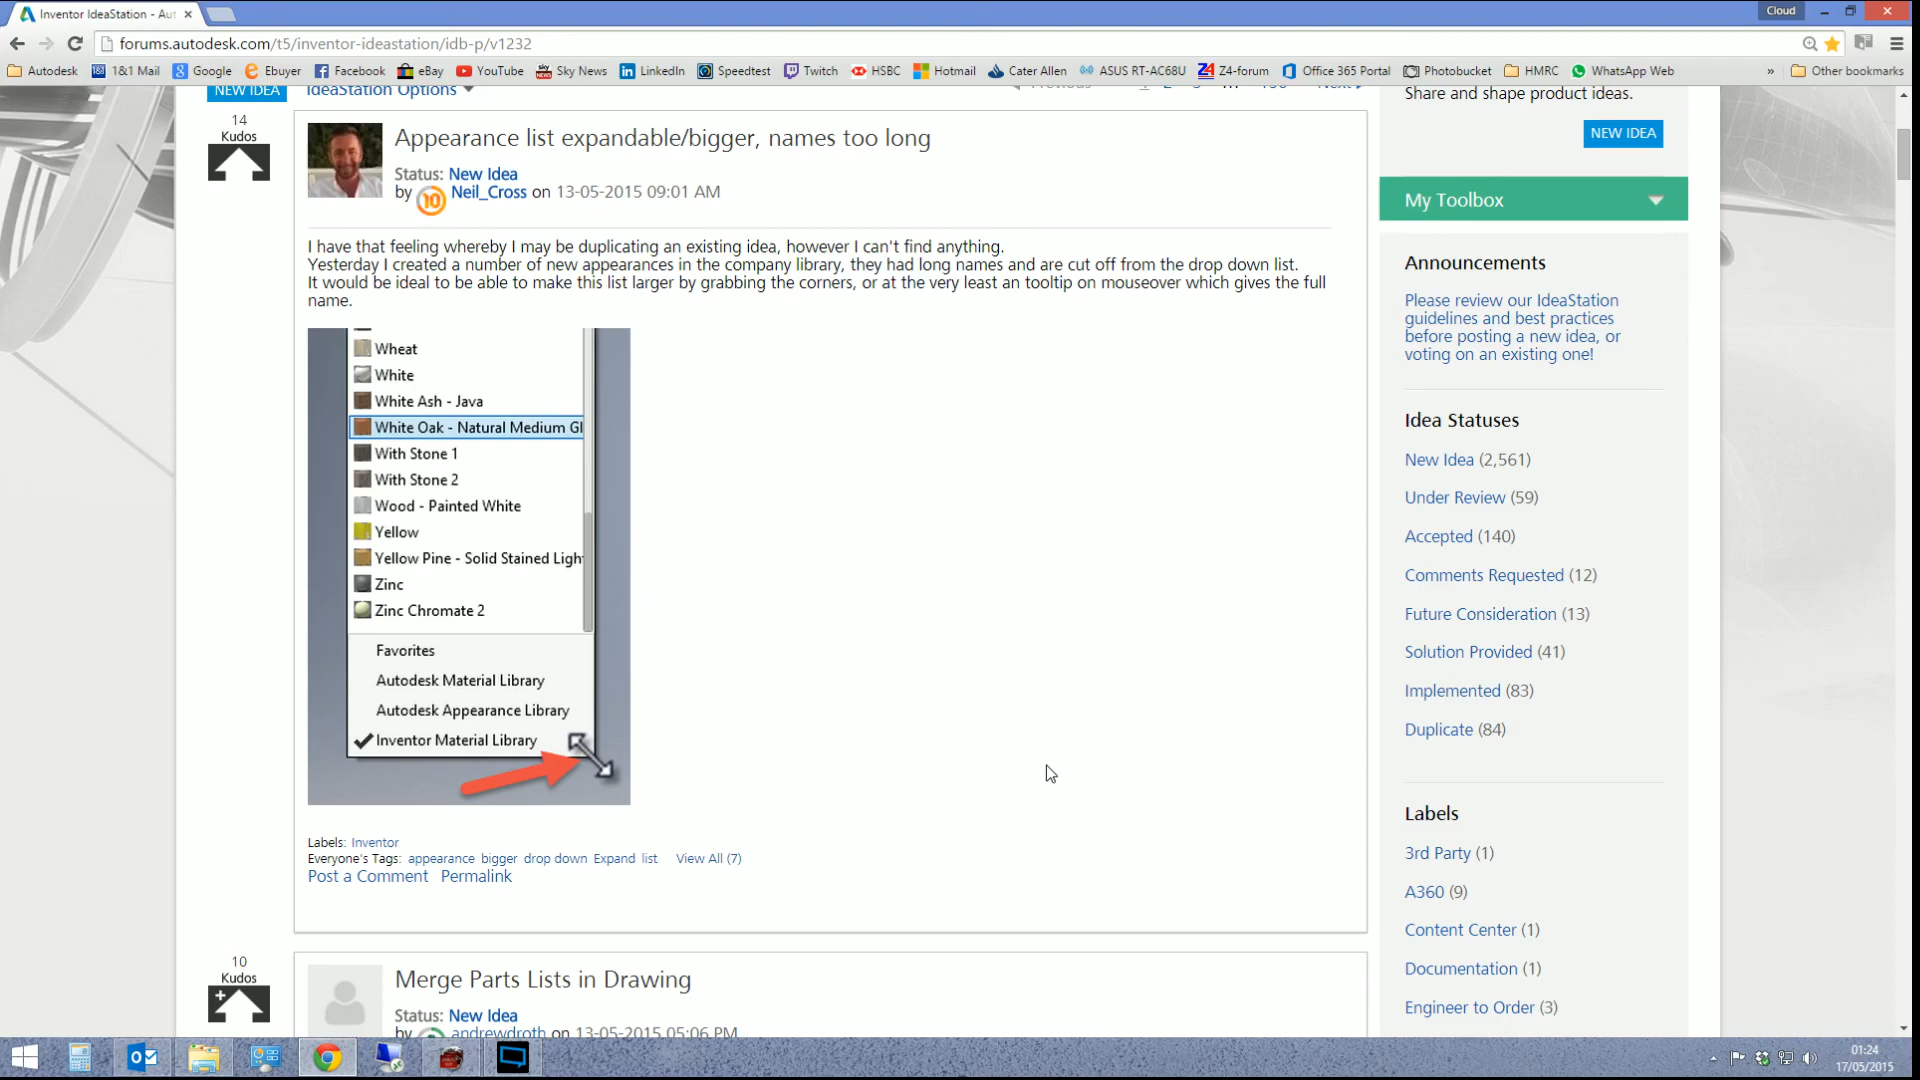 Inventor IdeaStation - Aut
Cloud
forums.autodesk.com/t5/inventor-ideastation/idb-p/v1232
Autodesk 1&1 Mail Google Ebuyer Facebook eBay YouTube Sky News LinkedIn Speedtest Twitch HSBC Hotmail Cater Allen ASUS RT-AC68U Z4-forum Office 365 Portal Photobucket HMRC WhatsApp Web » Other bookmarks
NEW IDEA
IdeaStation Options
14
Kudos
Appearance list expandable/bigger, names too long
Status: New Idea
by 10 Neil_Cross on 13-05-2015 09:01 AM
I have that feeling whereby I may be duplicating an existing idea, however I can't find anything.
Yesterday I created a number of new appearances in the company library, they had long names and are cut off from the drop down list.
It would be ideal to be able to make this list larger by grabbing the corners, or at the very least an tooltip on mouseover which gives the full
name.
Wheat
White
White Ash - Java
White Oak - Natural Medium Gl
With Stone 1
With Stone 2
Wood - Painted White
Yellow
Yellow Pine - Solid Stained Ligh
Zinc
Zinc Chromate 2
Favorites
Autodesk Material Library
Autodesk Appearance Library
Inventor Material Library
Labels: Inventor
Everyone's Tags: appearance bigger drop down Expand list View All (7)
Post a Comment Permalink
10
Kudos
Merge Parts Lists in Drawing
Status: New Idea
by andrewdroth on 13-05-2015 05:06 PM
Share and shape product ideas.
NEW IDEA
My Toolbox
Announcements
Please review our IdeaStation
guidelines and best practices
before posting a new idea, or
voting on an existing one!
Idea Statuses
New Idea (2,561)
Under Review (59)
Accepted (140)
Comments Requested (12)
Future Consideration (13)
Solution Provided (41)
Implemented (83)
Duplicate (84)
Labels
3rd Party (1)
A360 (9)
Content Center (1)
Documentation (1)
Engineer to Order (3)
01:24
17/05/2015